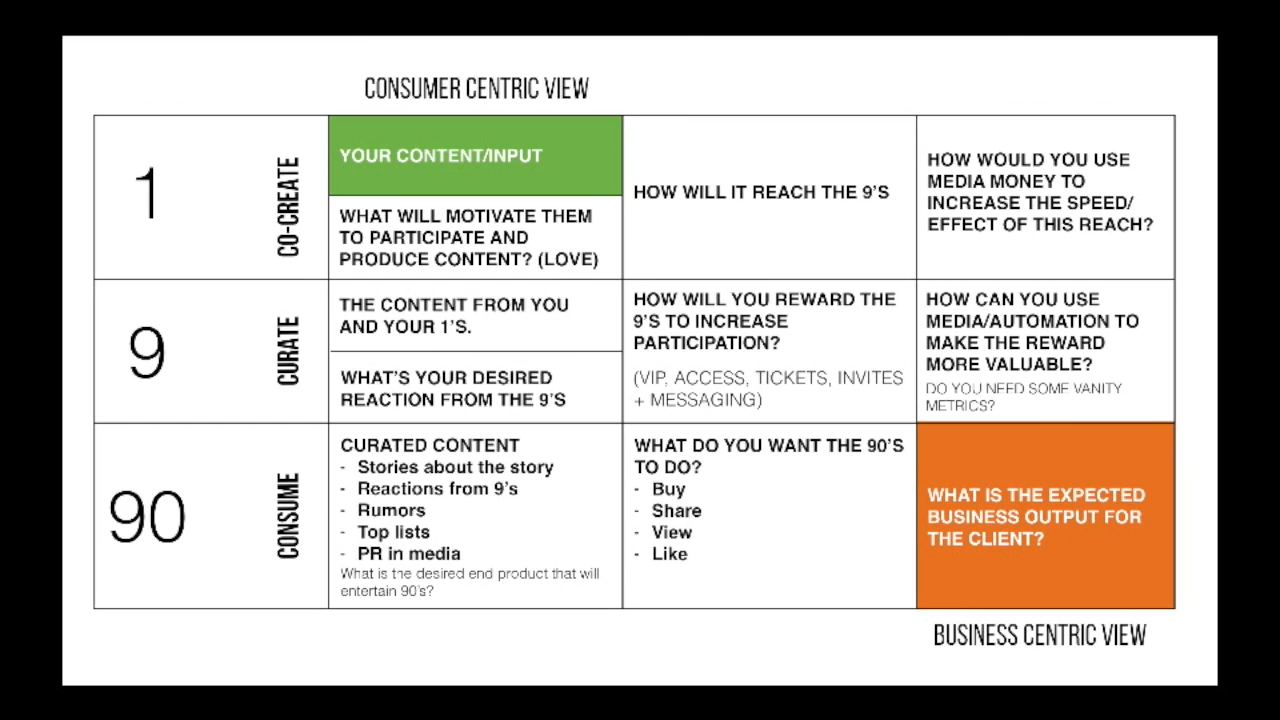 CONSUMER CENTRIC VIEW
1
CO-CREATE
YOUR CONTENT/INPUT
WHAT WILL MOTIVATE THEM
TO PARTICIPATE AND
PRODUCE CONTENT? (LOVE)
HOW WILL IT REACH THE 9'S
HOW WOULD YOU USE
MEDIA MONEY TO
INCREASE THE SPEED/
EFFECT OF THIS REACH?
9
CURATE
THE CONTENT FROM YOU
AND YOUR 1'S.
WHAT'S YOUR DESIRED
REACTION FROM THE 9'S
HOW WILL YOU REWARD THE
9'S TO INCREASE
PARTICIPATION?
(VIP, ACCESS, TICKETS, INVITES
+ MESSAGING)
HOW CAN YOU USE
MEDIA/AUTOMATION TO
MAKE THE REWARD
MORE VALUABLE?
DO YOU NEED SOME VANITY
METRICS?
90
CONSUME
CURATED CONTENT
- Stories about the story
- Reactions from 9's
- Rumors
- Top lists
- PR in media
What is the desired end product that will
entertain 90's?
WHAT DO YOU WANT THE 90'S
TO DO?
- Buy
- Share
- View
- Like
WHAT IS THE EXPECTED
BUSINESS OUTPUT FOR
THE CLIENT?
BUSINESS CENTRIC VIEW